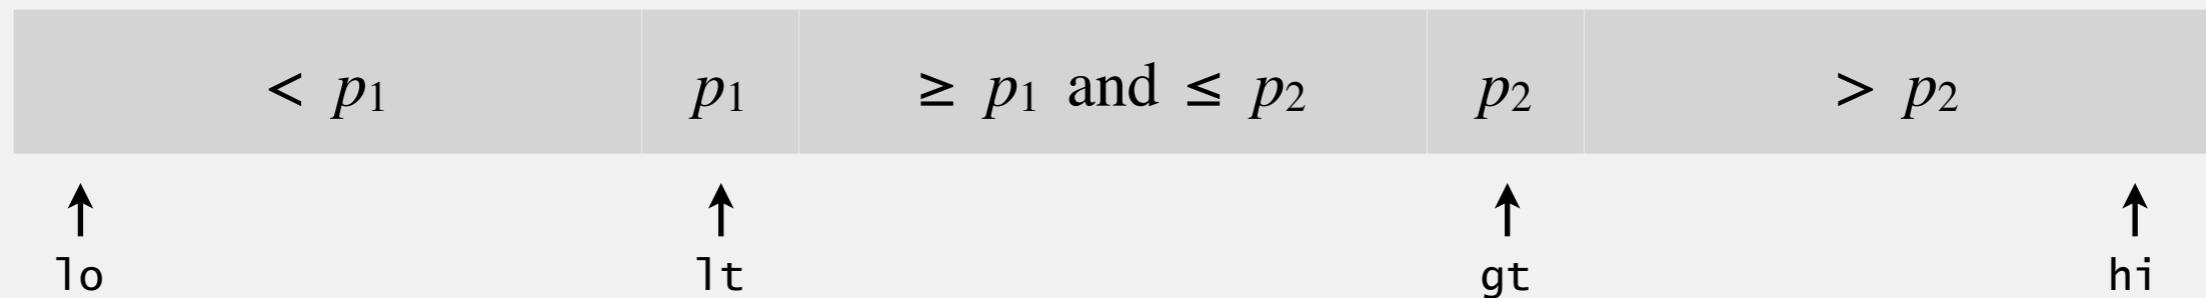 < p₁ p₁ ≥ p₁ and ≤ p₂ p₂ > p₂
lo lt gt hi